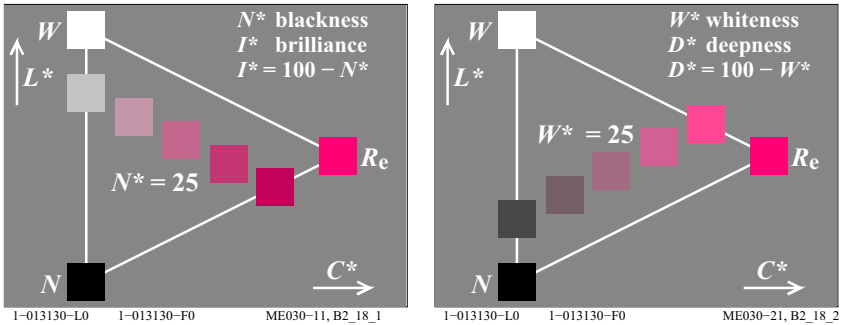 W
N* blackness
I* brilliance
I* = 100 – N*
L*
N* = 25
Re
N
C*
1–013130–L0 1–013130–F0 ME030–11, B2_18_1
W
W* whiteness
D* deepness
D* = 100 – W*
L*
W* = 25
Re
N
C*
1–013130–L0 1–013130–F0 ME030–21, B2_18_2